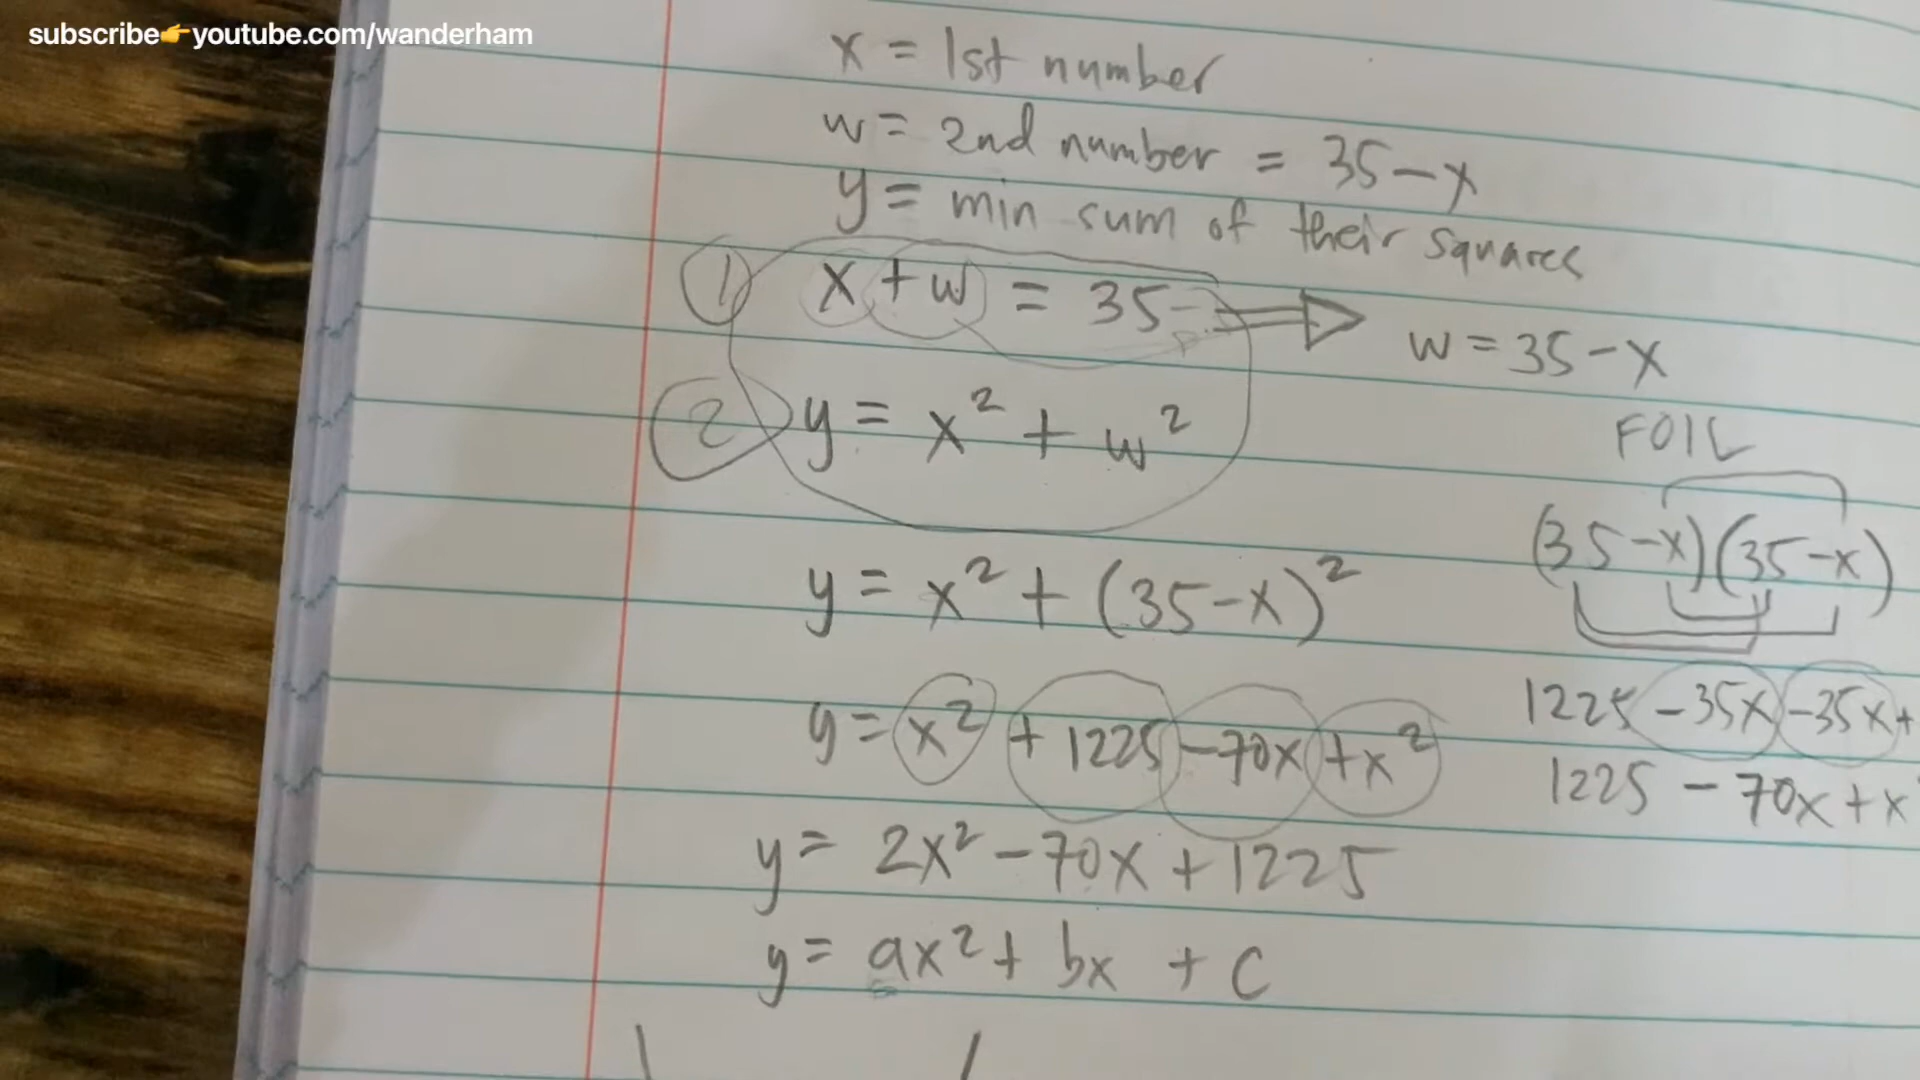 subscribe👉youtube.com/wanderham
x = 1st number
w = 2nd number = 35-x
y = min sum of their squares
① x + w = 35 ⇒ w = 35-x
② y = x² + w²
FOIL
(35-x)(35-x)
y = x² + (35-x)²
1225 -35x -35x +
y = x² + 1225 -70x + x²
1225 - 70x + x
y = 2x² - 70x + 1225
y = ax² + bx + c